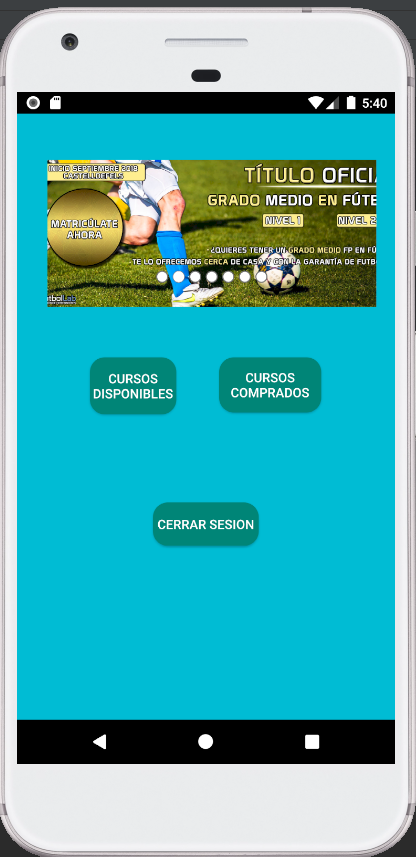 5:40
INICIO SEPTIEMBRE 2018
CASTELLDEFELS
MATRICÚLATE
AHORA
TÍTULO OFICIA
GRADO MEDIO EN FÚTE
NIVEL 1 NIVEL 2
¿QUIERES TENER UN GRADO MEDIO FP EN FÚ
TE LO OFRECEMOS CERCA DE CASA Y CON LA GARANTÍA DE FUTB
tbolLab
CURSOS
DISPONIBLES
CURSOS
COMPRADOS
CERRAR SESION